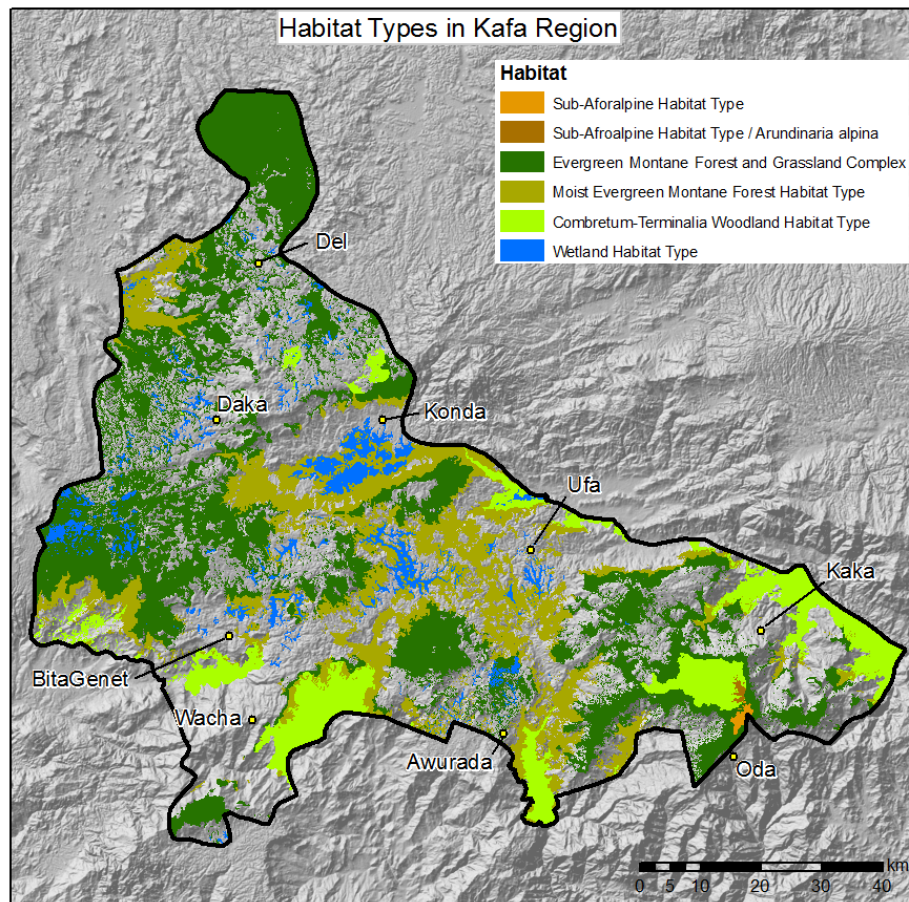 Habitat Types in Kafa Region
Habitat
Sub-Aforalpine Habitat Type
Sub-Afroalpine Habitat Type / Arundinaria alpina
Evergreen Montane Forest and Grassland Complex
Moist Evergreen Montane Forest Habitat Type
Combretum-Terminalia Woodland Habitat Type
Wetland Habitat Type
Del
Daka
Konda
Ufa
Kaka
BitaGenet
Wacha
Awurada
Oda
km
0 5 10 20 30 40